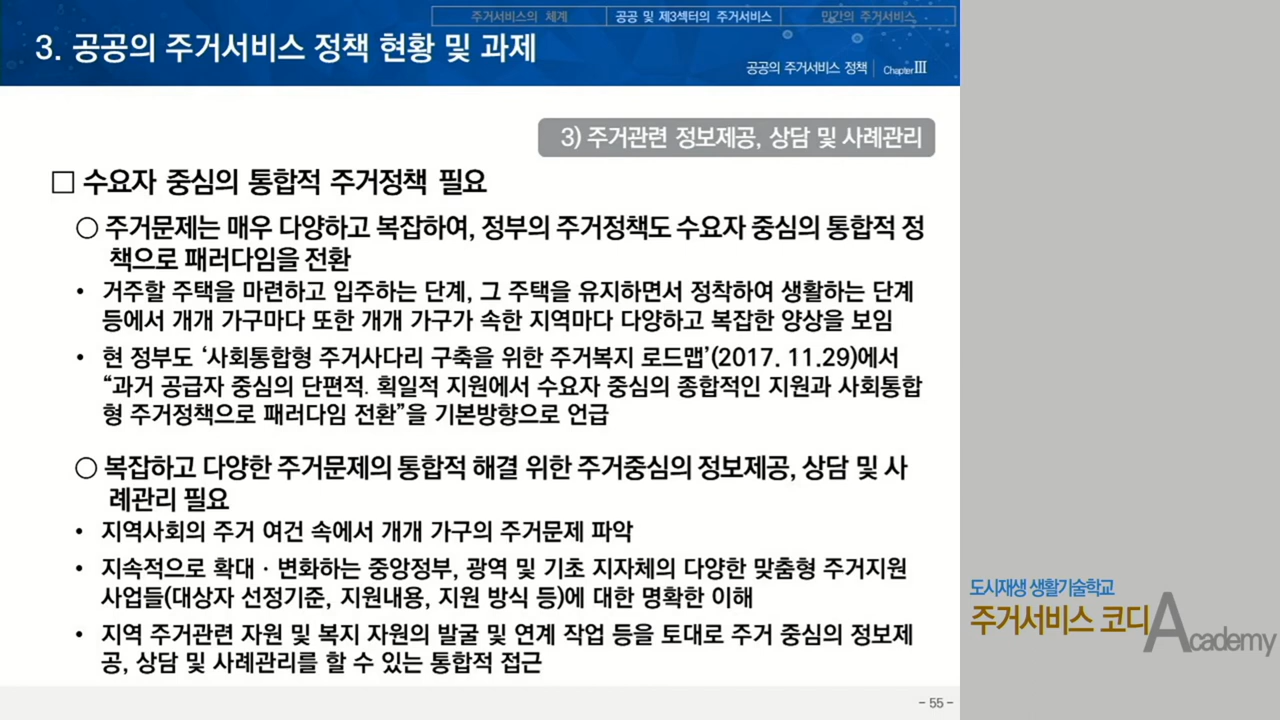 주거서비스의 체계
공공 및 제3섹터의 주거서비스
민간의 주거서비스
3. 공공의 주거서비스 정책 현황 및 과제
공공의 주거서비스 정책 Chapter Ⅲ
3) 주거관련 정보제공, 상담 및 사례관리
□ 수요자 중심의 통합적 주거정책 필요
○ 주거문제는 매우 다양하고 복잡하여, 정부의 주거정책도 수요자 중심의 통합적 정
책으로 패러다임을 전환
• 거주할 주택을 마련하고 입주하는 단계, 그 주택을 유지하면서 정착하여 생활하는 단계
등에서 개개 가구마다 또한 개개 가구가 속한 지역마다 다양하고 복잡한 양상을 보임
• 현 정부도 ‘사회통합형 주거사다리 구축을 위한 주거복지 로드맵’(2017. 11.29)에서
“과거 공급자 중심의 단편적. 획일적 지원에서 수요자 중심의 종합적인 지원과 사회통합
형 주거정책으로 패러다임 전환”을 기본방향으로 언급
○ 복잡하고 다양한 주거문제의 통합적 해결 위한 주거중심의 정보제공, 상담 및 사
례관리 필요
• 지역사회의 주거 여건 속에서 개개 가구의 주거문제 파악
• 지속적으로 확대 · 변화하는 중앙정부, 광역 및 기초 지자체의 다양한 맞춤형 주거지원
사업들(대상자 선정기준, 지원내용, 지원 방식 등)에 대한 명확한 이해
• 지역 주거관련 자원 및 복지 자원의 발굴 및 연계 작업 등을 토대로 주거 중심의 정보제
공, 상담 및 사례관리를 할 수 있는 통합적 접근
- 55 -
도시재생 생활기술학교
주거서비스 코디 Academy